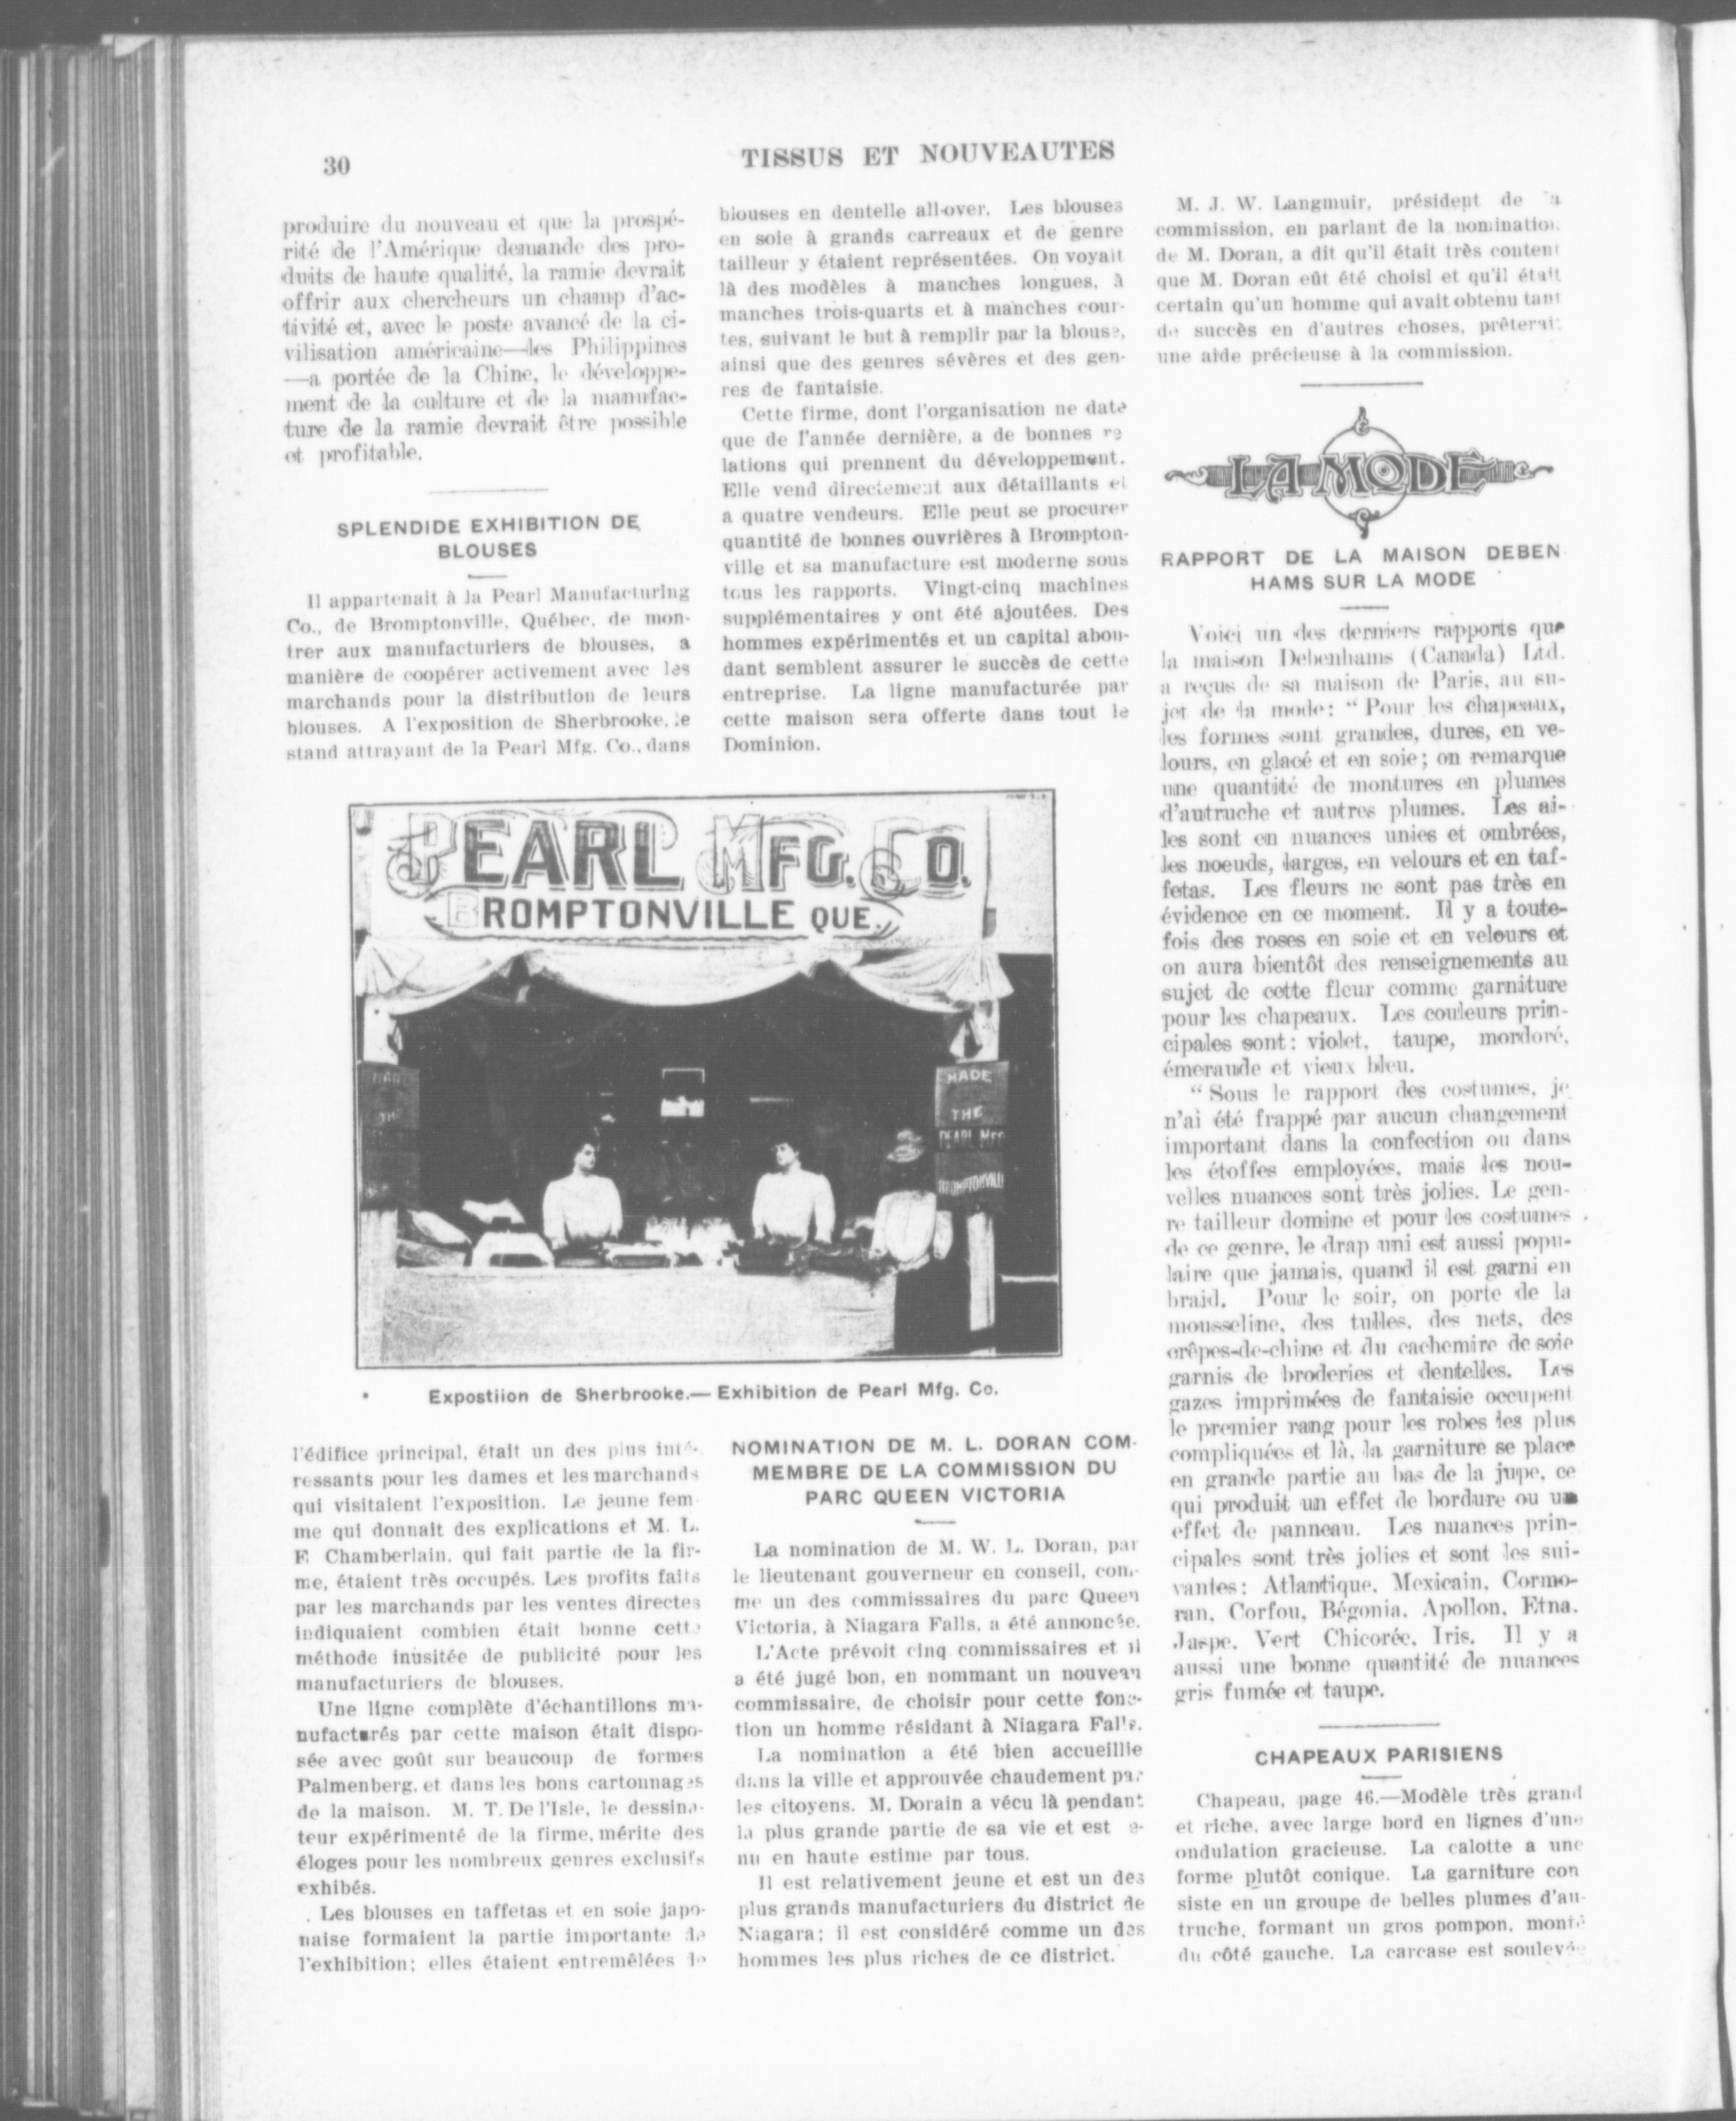 30
TISSUS ET NOUVEAUTES
produire du nouveau et que la prospé-
rité de l'Amérique demande des pro-
duits de haute qualité, la ramie devrait
offrir aux chercheurs un champ d'ac-
tivité et, avec le poste avancé de la ci-
vilisation américaine—les Philippines
—a portée de la Chine, le développe-
ment de la culture et de la manufac-
ture de la ramie devrait être possible
et profitable.
SPLENDIDE EXHIBITION DE
BLOUSES
Il appartenait à la Pearl Manufacturing
Co., de Bromptonville, Québec, de mon-
trer aux manufacturiers de blouses, a
manière de coopérer activement avec les
marchands pour la distribution de leurs
blouses. A l'exposition de Sherbrooke, le
stand attrayant de la Pearl Mfg. Co., dans
PEARL MFG. CO.
BROMPTONVILLE QUE.
MADE
THE
PEARL MFG
BROMPTONVILLE
THE
Expostiion de Sherbrooke.— Exhibition de Pearl Mfg. Co.
l'édifice principal, était un des plus inté-
ressants pour les dames et les marchands
qui visitaient l'exposition. Le jeune fem-
me qui donnait des explications et M. L.
F. Chamberlain, qui fait partie de la fir-
me, étaient très occupés. Les profits faits
par les marchands par les ventes directes
indiquaient combien était bonne cette
méthode inusitée de publicité pour les
manufacturiers de blouses.
Une ligne complète d'échantillons ma-
nufacturés par cette maison était dispo-
sée avec goût sur beaucoup de formes
Palmenberg, et dans les bons cartonnages
de la maison. M. T. De l'Isle, le dessina-
teur expérimenté de la firme, mérite des
éloges pour les nombreux genres exclusifs
exhibés.
Les blouses en taffetas et en soie japo-
naise formaient la partie importante de
l'exhibition; elles étaient entremêlées de
blouses en dentelle all-over. Les blouses
en soie à grands carreaux et de genre
tailleur y étaient représentées. On voyait
là des modèles à manches longues, à
manches trois-quarts et à manches cour-
tes, suivant le but à remplir par la blouse,
ainsi que des genres sévères et des gen-
res de fantaisie.
Cette firme, dont l'organisation ne date
que de l'année dernière, a de bonnes re
lations qui prennent du développement.
Elle vend directement aux détaillants et
a quatre vendeurs. Elle peut se procurer
quantité de bonnes ouvrières à Brompton-
ville et sa manufacture est moderne sous
tous les rapports. Vingt-cinq machines
supplémentaires y ont été ajoutées. Des
hommes expérimentés et un capital abon-
dant semblent assurer le succès de cette
entreprise. La ligne manufacturée par
cette maison sera offerte dans tout le
Dominion.
NOMINATION DE M. L. DORAN COM-
MEMBRE DE LA COMMISSION DU
PARC QUEEN VICTORIA
La nomination de M. W. L. Doran, par
le lieutenant gouverneur en conseil, com-
me un des commissaires du parc Queen
Victoria, à Niagara Falls, a été annoncée.
L'Acte prévoit cinq commissaires et il
a été jugé bon, en nommant un nouveau
commissaire, de choisir pour cette fonc-
tion un homme résidant à Niagara Falls.
La nomination a été bien accueillie
dans la ville et approuvée chaudement par
les citoyens. M. Dorain a vécu là pendant
la plus grande partie de sa vie et est
nu en haute estime par tous.
Il est relativement jeune et est un des
plus grands manufacturiers du district de
Niagara; il est considéré comme un des
hommes les plus riches de ce district.
M. J. W. Langmuir, président de
commission, en parlant de la nomination
de M. Doran, a dit qu'il était très content
que M. Doran eût été choisi et qu'il était
certain qu'un homme qui avait obtenu tant
de succès en d'autres choses, prêterait
une aide précieuse à la commission.
LA MODE
RAPPORT DE LA MAISON DEBEN
HAMS SUR LA MODE
Voici un des derniers rapports que
la maison Debenhams (Canada) Ltd.
a reçus de sa maison de Paris, au su-
jet de la mode: “ Pour les chapeaux,
les formes sont grandes, dures, en ve-
lours, en glacé et en soie; on remarque
une quantité de montures en plumes
d'autruche et autres plumes. Les ai-
les sont en nuances unies et ombrées,
les noeuds, larges, en velours et en taf-
fetas. Les fleurs ne sont pas très en
évidence en ce moment. Il y a toute-
fois des roses en soie et en velours et
on aura bientôt des renseignements au
sujet de cette fleur comme garniture
pour les chapeaux. Les couleurs prin-
cipales sont: violet, taupe, mordoré,
émeraude et vieux bleu.
“ Sous le rapport des costumes, je
n'ai été frappé par aucun changement
important dans la confection ou dans
les étoffes employées, mais les nou-
velles nuances sont très jolies. Le gen-
re tailleur domine et pour les costumes
de ce genre, le drap uni est aussi popu-
laire que jamais, quand il est garni en
braid. Pour le soir, on porte de la
mousseline, des tulles, des nets, des
crêpes-de-chine et du cachemire de soie
garnis de broderies et dentelles. Les
gazes imprimées de fantaisie occupent
le premier rang pour les robes les plus
compliquées et là, la garniture se place
en grande partie au bas de la jupe, ce
qui produit un effet de bordure ou un
effet de panneau. Les nuances prin-
cipales sont très jolies et sont les sui-
vantes: Atlantique, Mexicain, Cormo-
ran, Corfou, Bégonia, Apollon, Etna,
Jaspe, Vert Chicorée, Iris. Il y a
aussi une bonne quantité de nuances
gris fumée et taupe.
CHAPEAUX PARISIENS
Chapeau, page 46.—Modèle très grand
et riche, avec large bord en lignes d'une
ondulation gracieuse. La calotte a une
forme plutôt conique. La garniture con
siste en un groupe de belles plumes d'au-
truche, formant un gros pompon, monté
du côté gauche. La carcase est soulevée